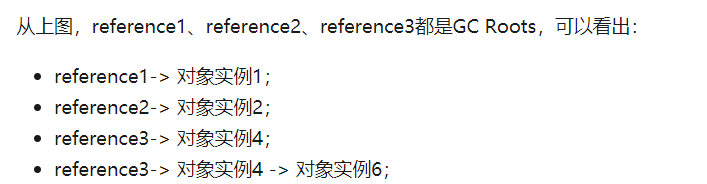 从上图，reference1、reference2、reference3都是GC Roots，可以看出：
• reference1-> 对象实例1；
• reference2-> 对象实例2；
• reference3-> 对象实例4；
• reference3-> 对象实例4 -> 对象实例6；